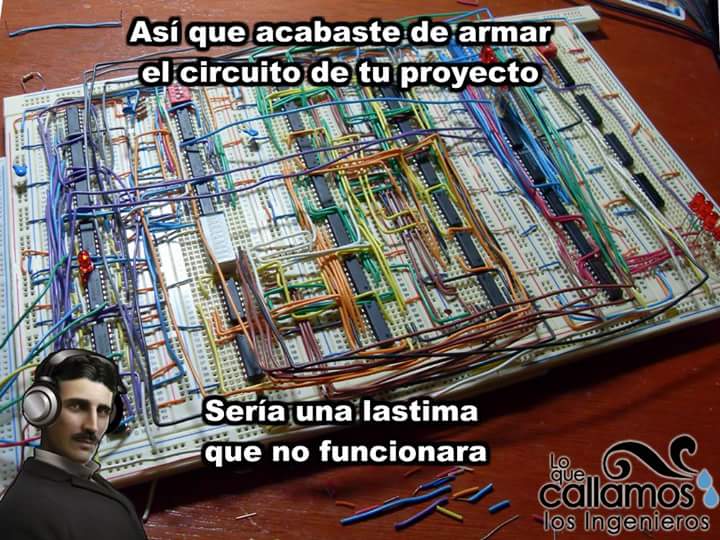 Así que acabaste de armar
el circuito de tu proyecto
Sería una lastima
que no funcionara
Lo
que
callamos
los Ingenieros